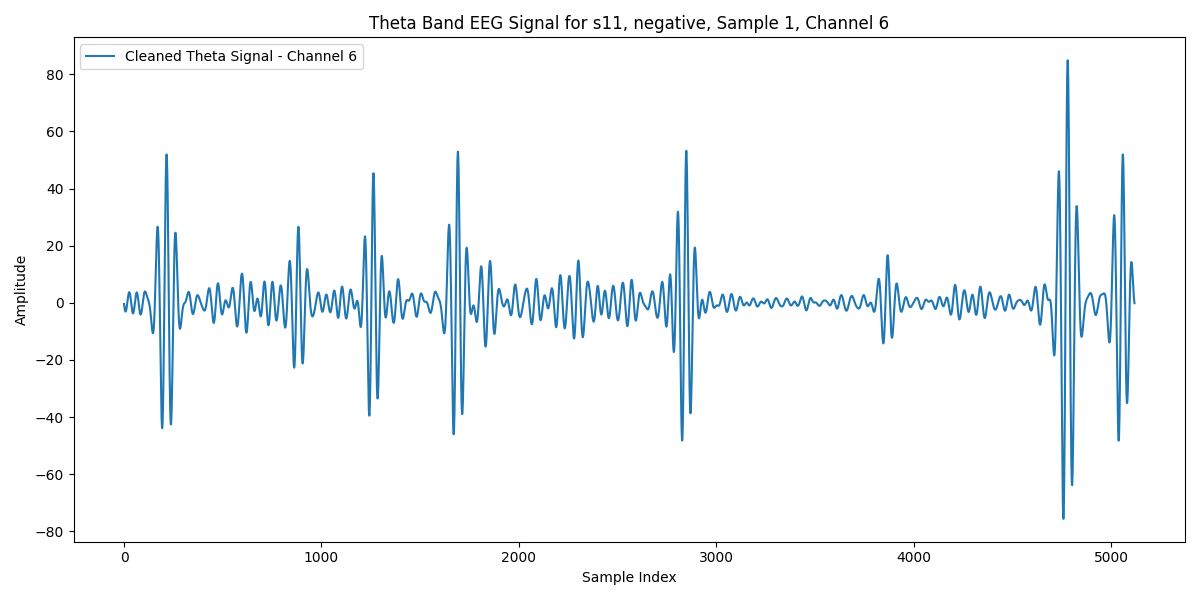 Theta Band EEG Signal for s11, negative, Sample 1, Channel 6
Cleaned Theta Signal - Channel 6
Amplitude
80
60
40
20
0
−20
−40
−60
−80
0 1000 2000 3000 4000 5000
Sample Index